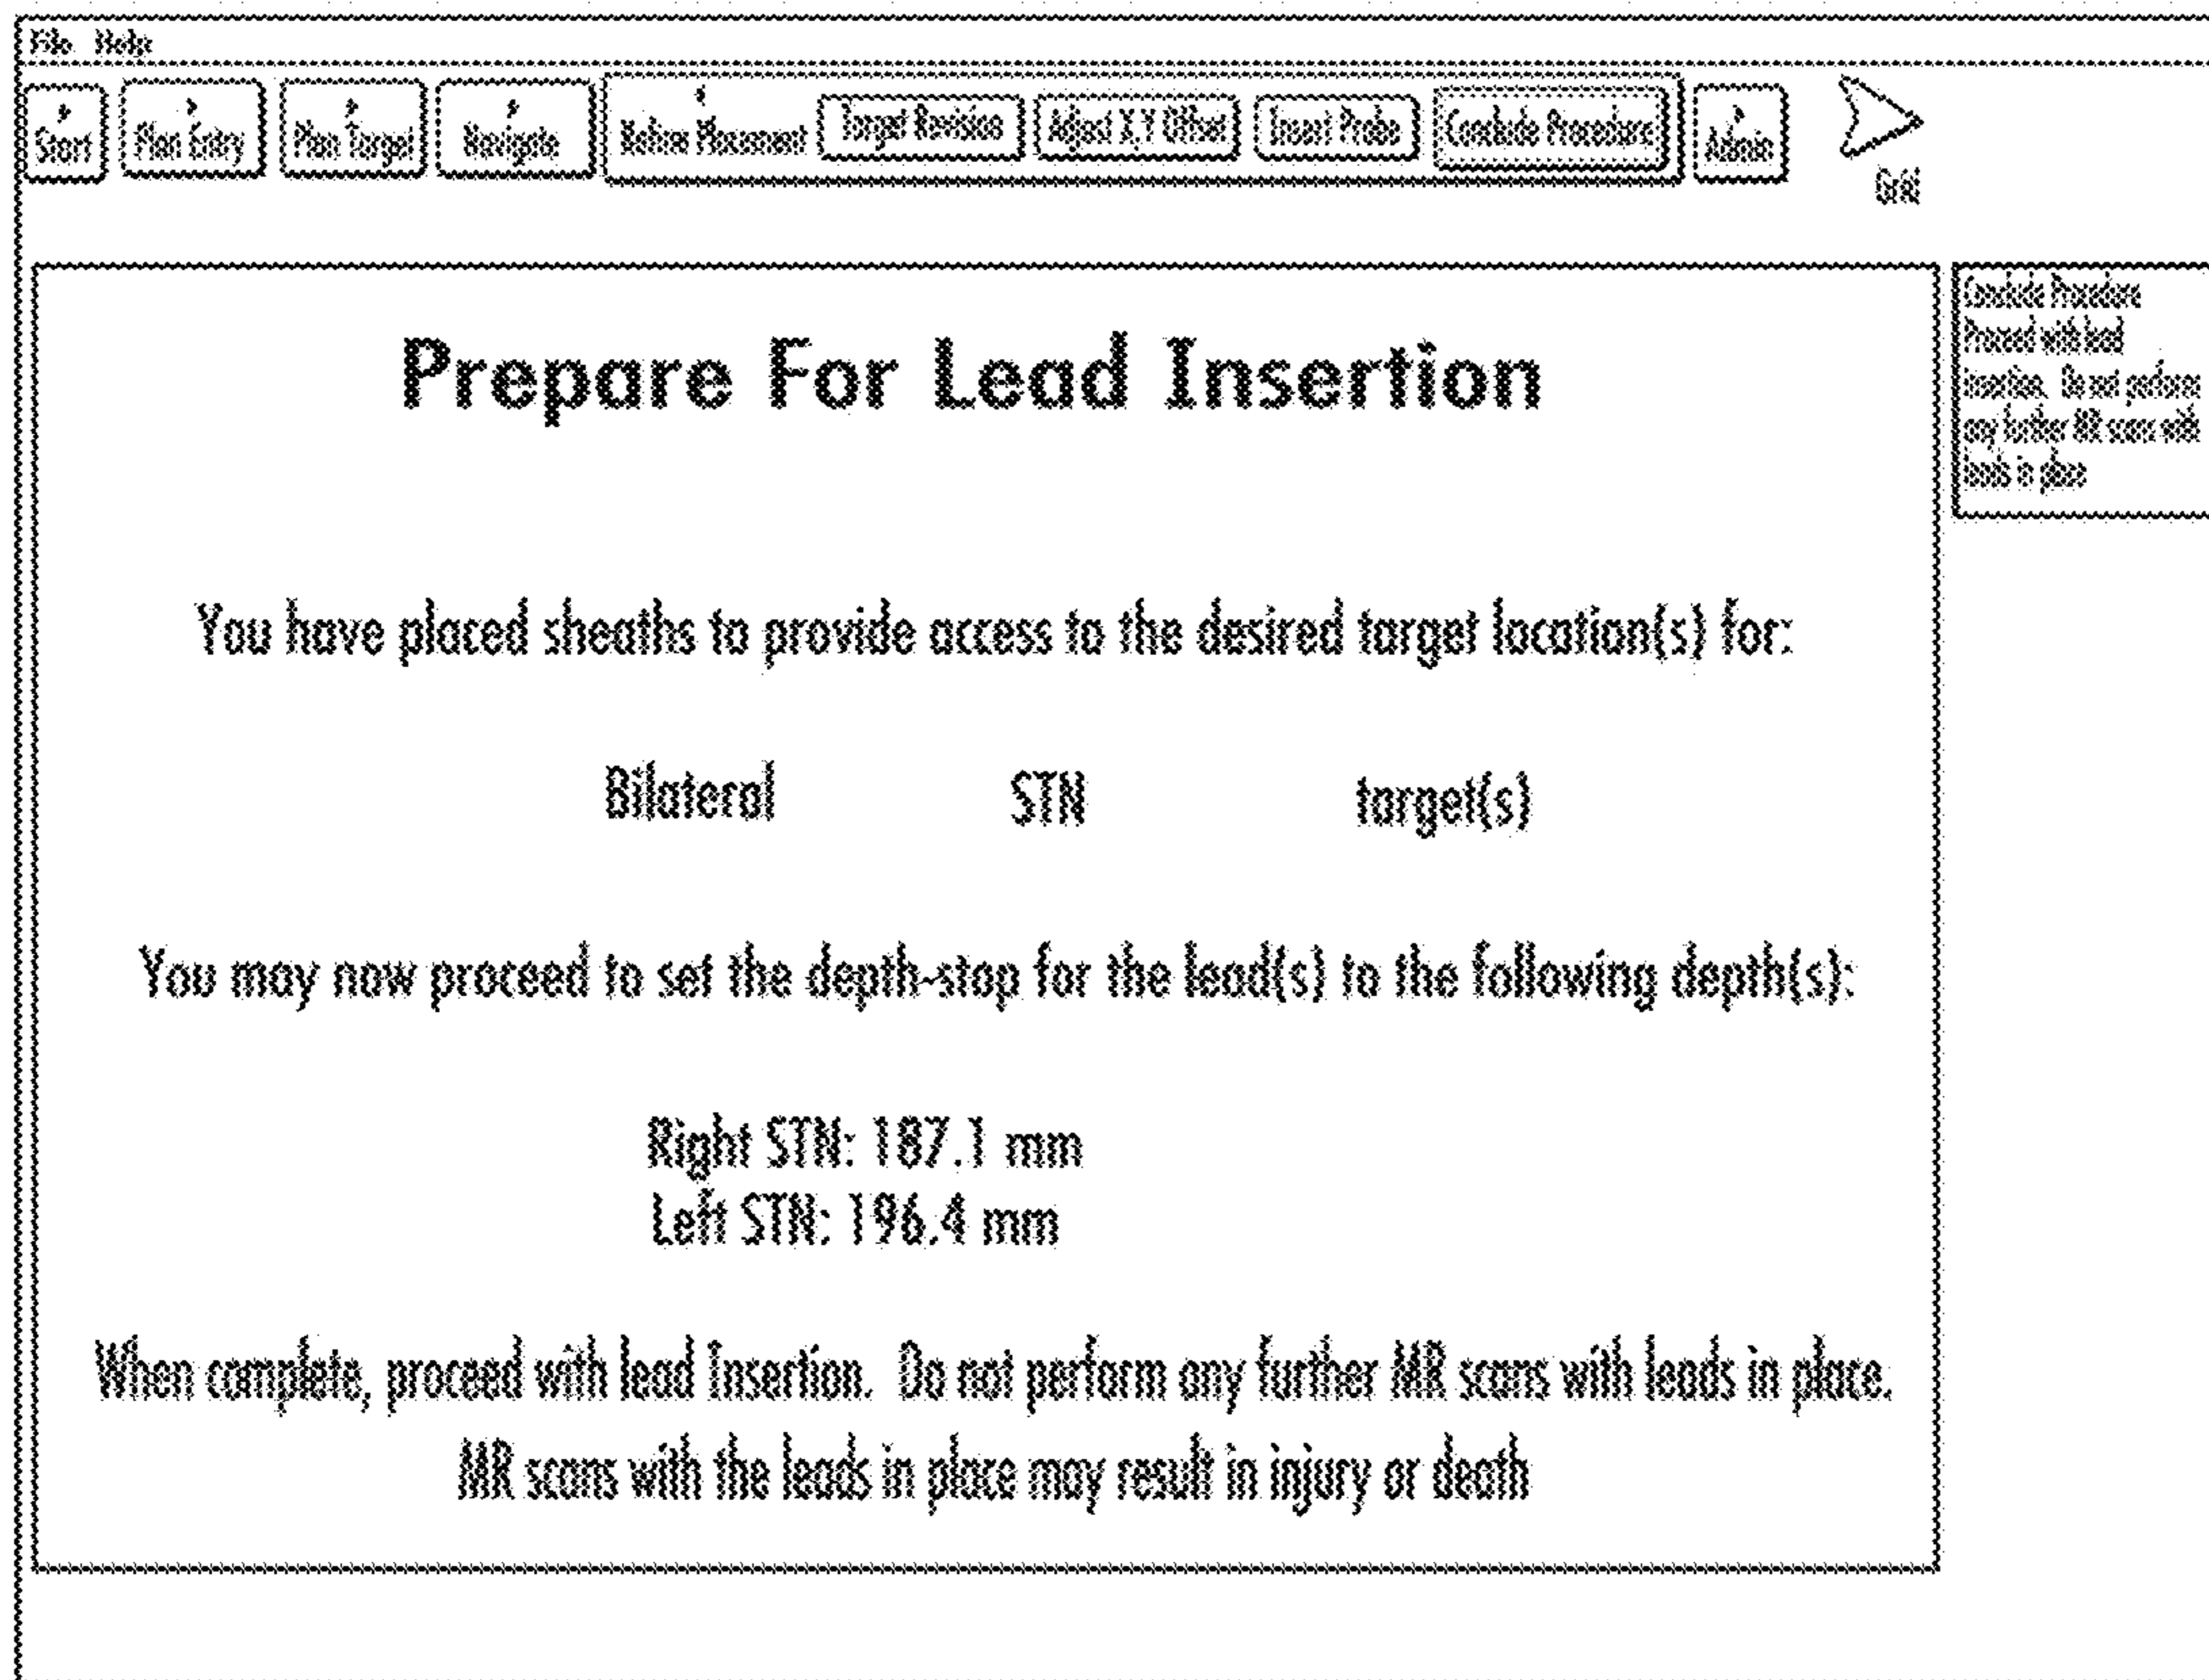 File Help
Start Plan Entry Plan Target Navigate Refine Placement Target Revision Adjust X,Y Offset Insert Probe Conclude Procedure Admin
Grid
Prepare For Lead Insertion
Conclude Procedure
Proceed with lead
insertion. Do not perform
any further MR scans with
leads in place
You have placed sheaths to provide access to the desired target location(s) for:
Bilateral STN target(s)
You may now proceed to set the depth-stop for the lead(s) to the following depth(s):
Right STN: 187.1 mm
Left STN: 196.4 mm
When complete, proceed with lead Insertion. Do not perform any further MR scans with leads in place.
MR scans with the leads in place may result in injury or death